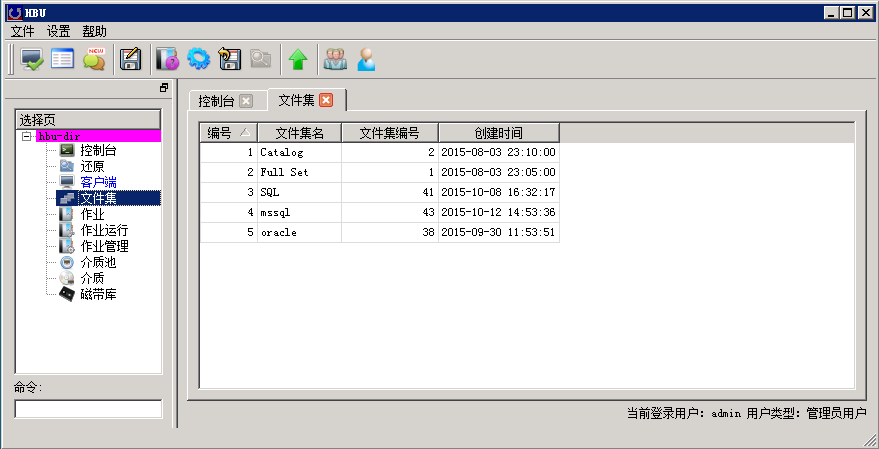 HBU
文件 设置 帮助
NEW
控制台 文件集
选择页
hbu-dir
控制台
还原
客户端
文件集
作业
作业运行
作业管理
介质池
介质
磁带库
命令:
编号 文件集名 文件集编号 创建时间
1 Catalog 2 2015-08-03 23:10:00
2 Full Set 1 2015-08-03 23:05:00
3 SQL 41 2015-10-08 16:32:17
4 mssql 43 2015-10-12 14:53:36
5 oracle 38 2015-09-30 11:53:51
当前登录用户: admin 用户类型: 管理员用户